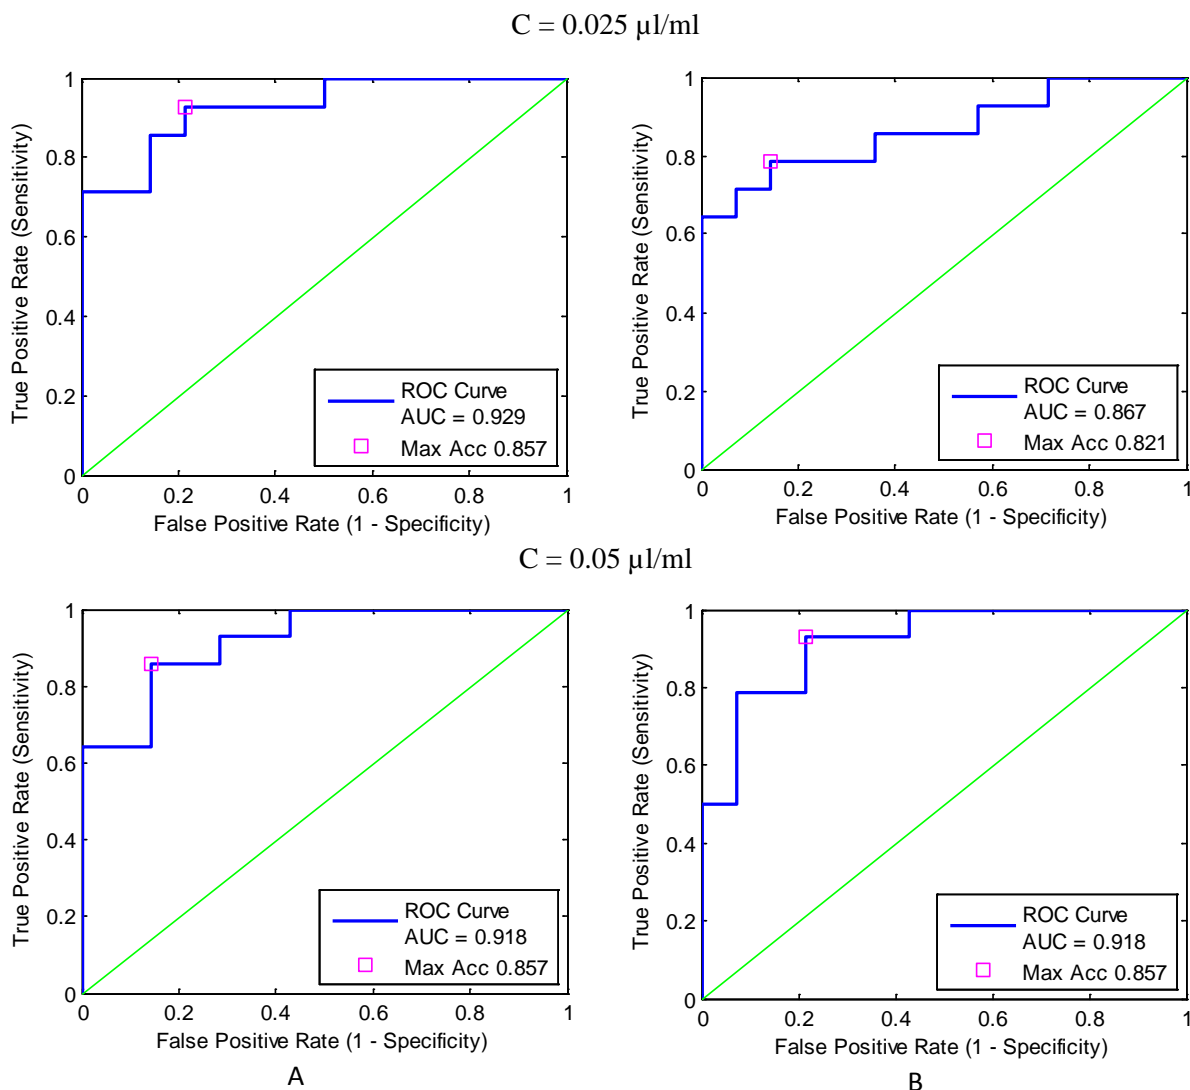 C = 0.025 µl/ml
1
0.8
0.6
0.4
0.2
0
0 0.2 0.4 0.6 0.8 1
True Positive Rate (Sensitivity)
False Positive Rate (1 - Specificity)
ROC Curve
AUC = 0.929
Max Acc 0.857
1
0.8
0.6
0.4
0.2
0
0 0.2 0.4 0.6 0.8 1
True Positive Rate (Sensitivity)
False Positive Rate (1 - Specificity)
ROC Curve
AUC = 0.867
Max Acc 0.821
C = 0.05 µl/ml
1
0.8
0.6
0.4
0.2
0
0 0.2 0.4 0.6 0.8 1
True Positive Rate (Sensitivity)
False Positive Rate (1 - Specificity)
ROC Curve
AUC = 0.918
Max Acc 0.857
A
1
0.8
0.6
0.4
0.2
0
0 0.2 0.4 0.6 0.8 1
True Positive Rate (Sensitivity)
False Positive Rate (1 - Specificity)
ROC Curve
AUC = 0.918
Max Acc 0.857
B